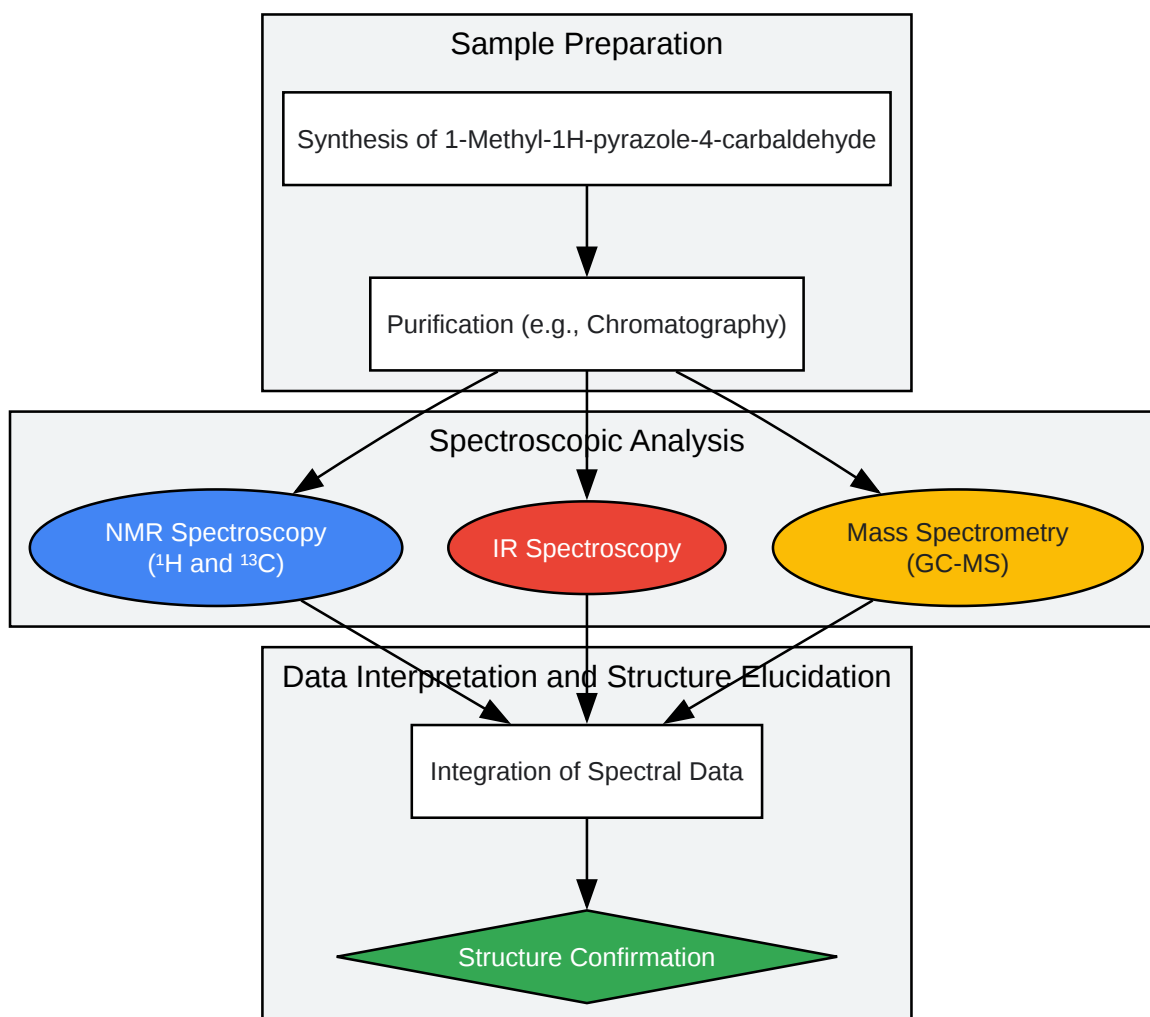 Sample Preparation
Synthesis of 1-Methyl-1H-pyrazole-4-carbaldehyde
Purification (e.g., Chromatography)
Spectroscopic Analysis
NMR Spectroscopy
(¹H and ¹³C)
IR Spectroscopy
Mass Spectrometry
(GC-MS)
Data Interpretation and Structure Elucidation
Integration of Spectral Data
Structure Confirmation